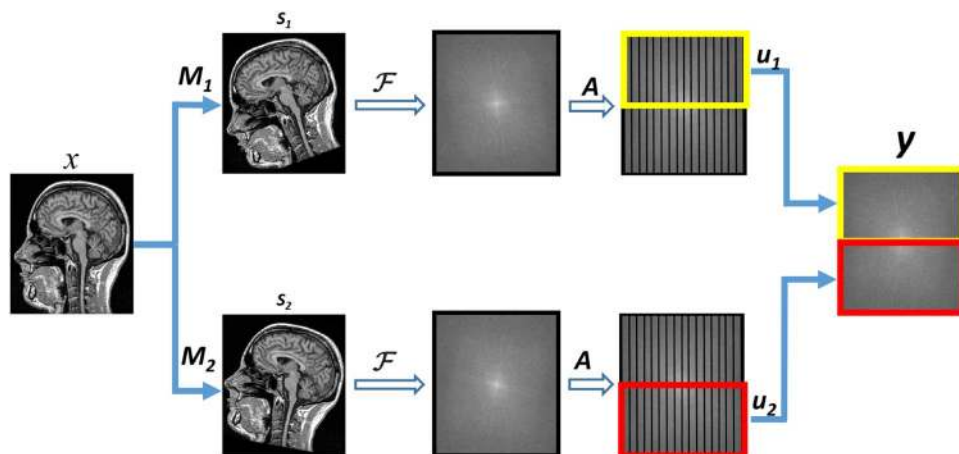 s₁
M₁
ℱ
A
u₁
y
x
s₂
M₂
ℱ
A
u₂